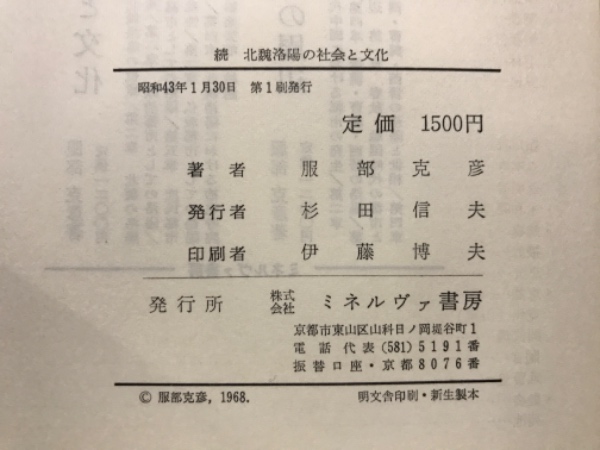 続 北魏洛陽の社会と文化
昭和43年1月30日 第1刷発行
定価 1500円
著者 服部克彦
発行者 杉田信夫
印刷者 伊藤博夫
発行所 株式会社 ミネルヴァ書房
京都市東山区山科日ノ岡堤谷町1
電話代表(581)5191番
振替口座・京都8076番
© 服部克彦, 1968.
明文舎印刷・新生製本